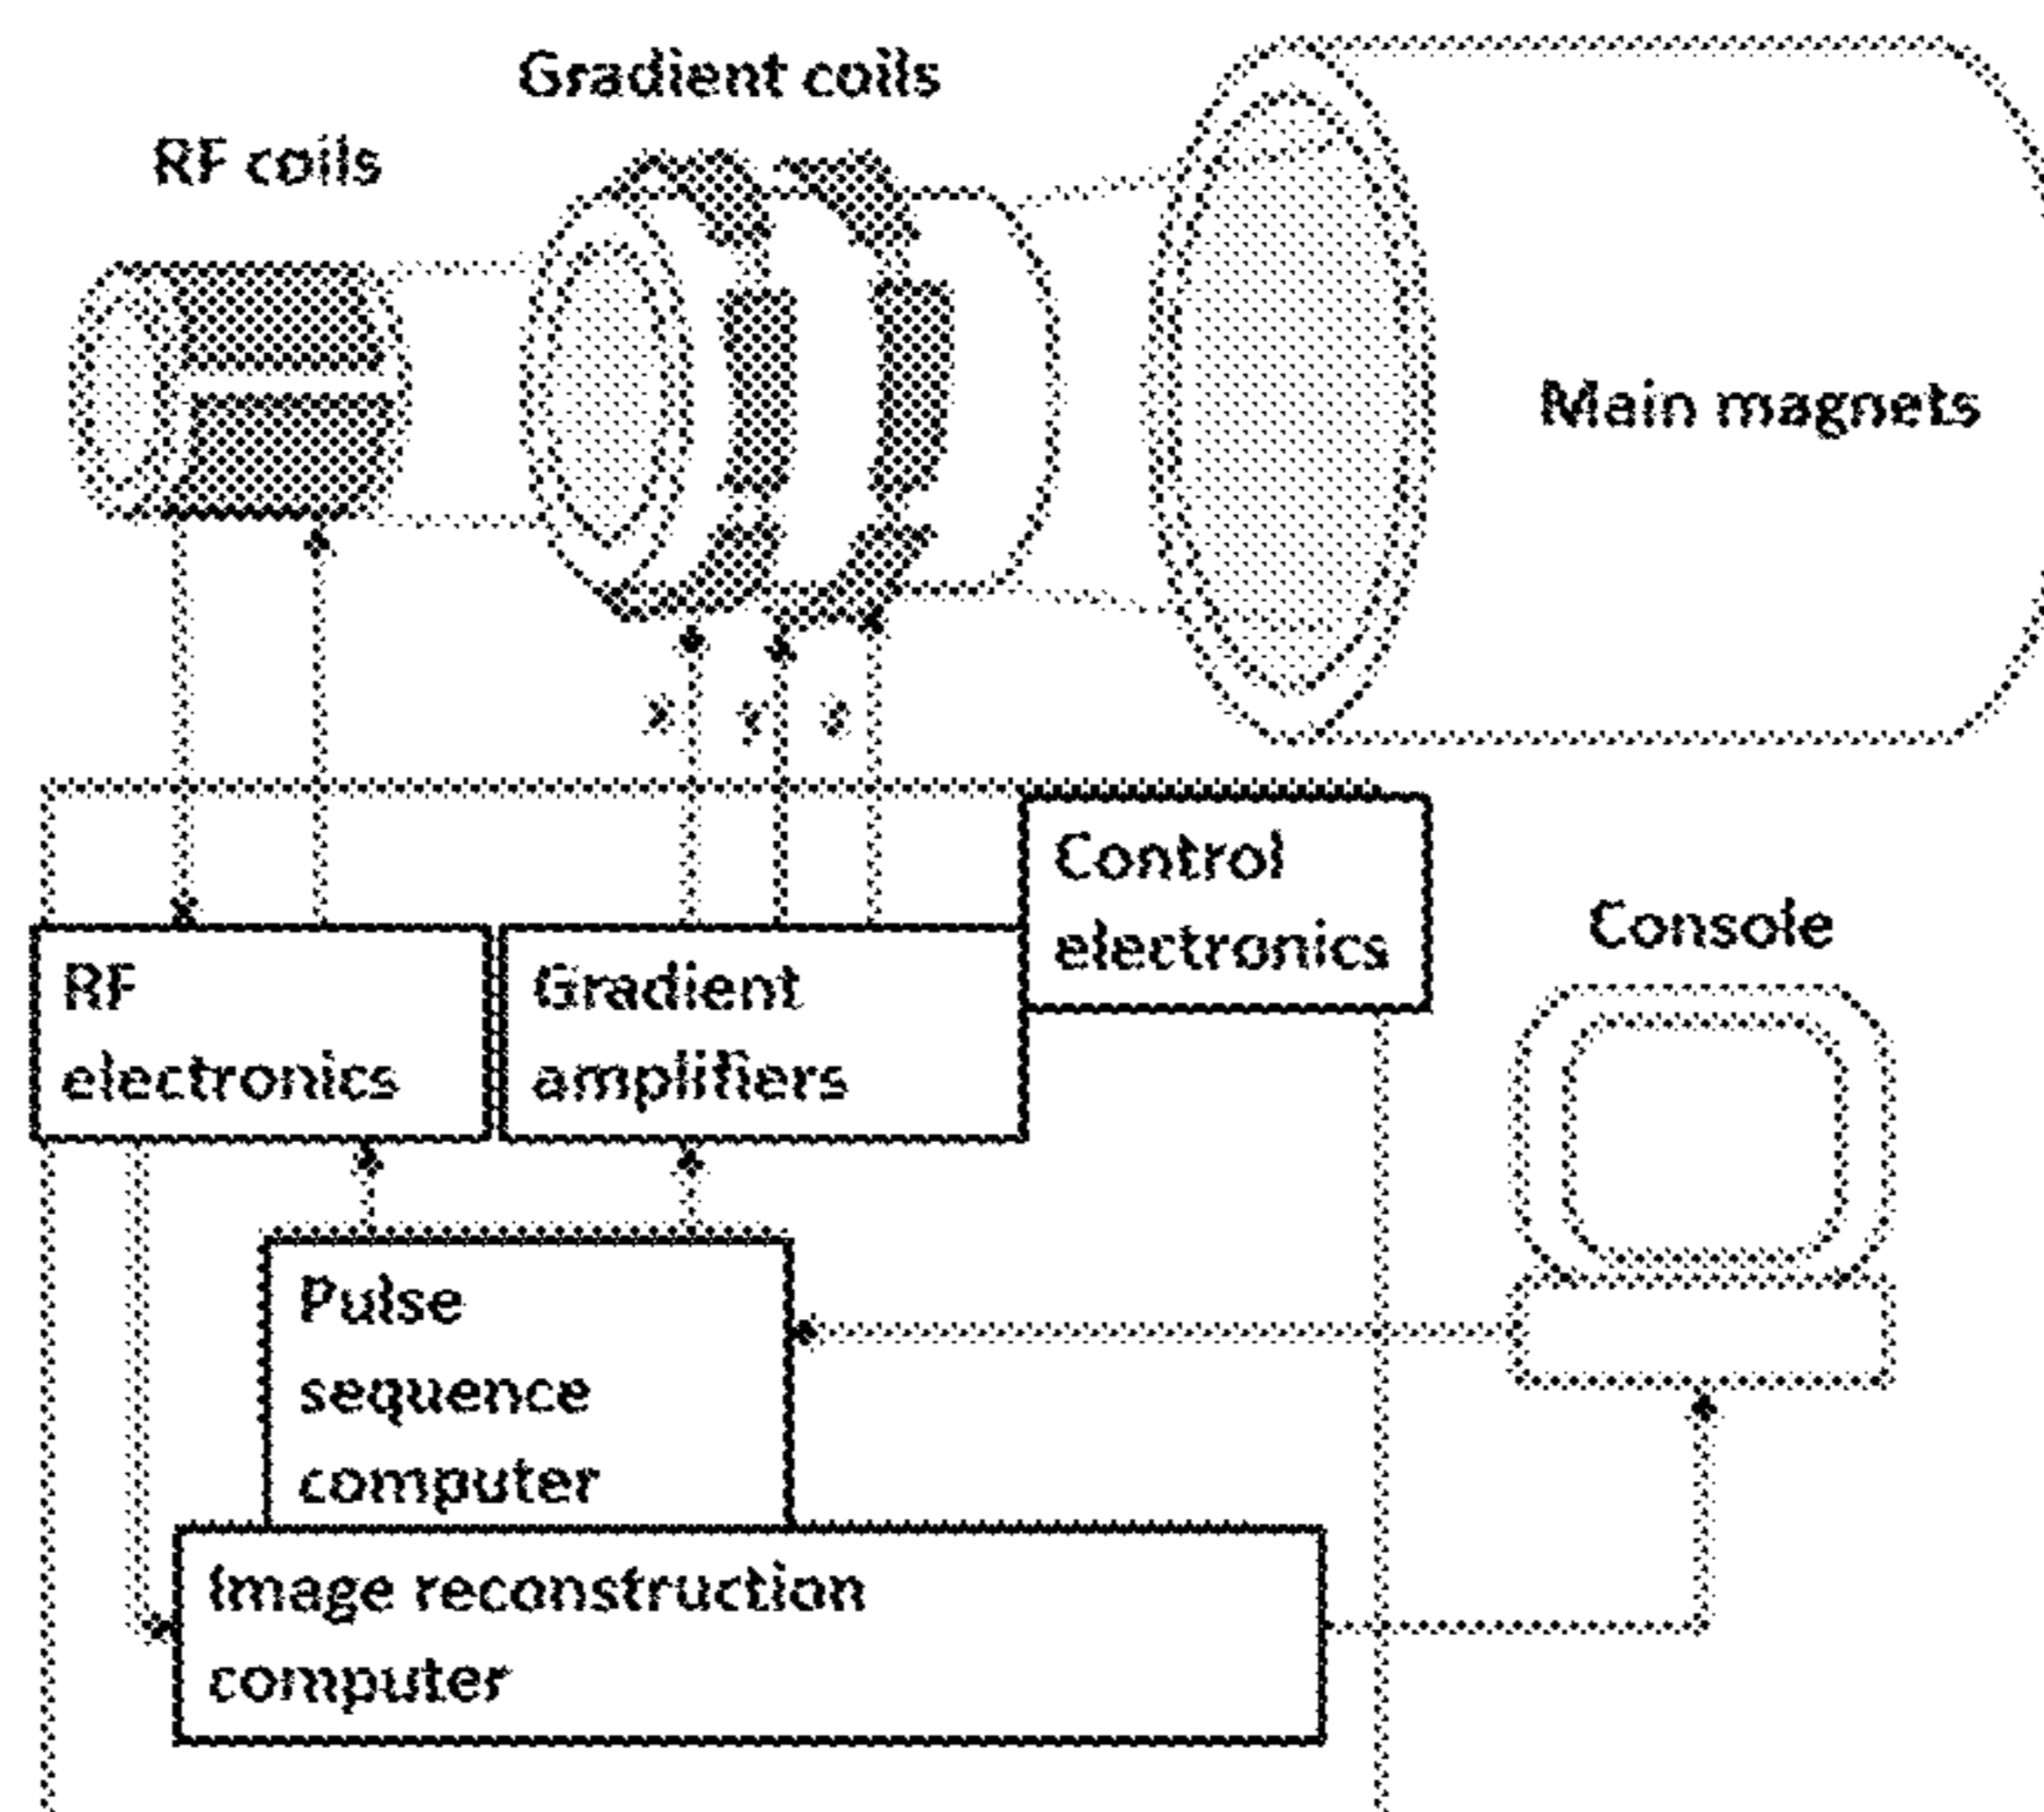 Gradient coils
RF coils
Main magnets
X Y Z
Control
electronics
Console
RF
electronics
Gradient
amplifiers
Pulse
sequence
computer
Image reconstruction
computer